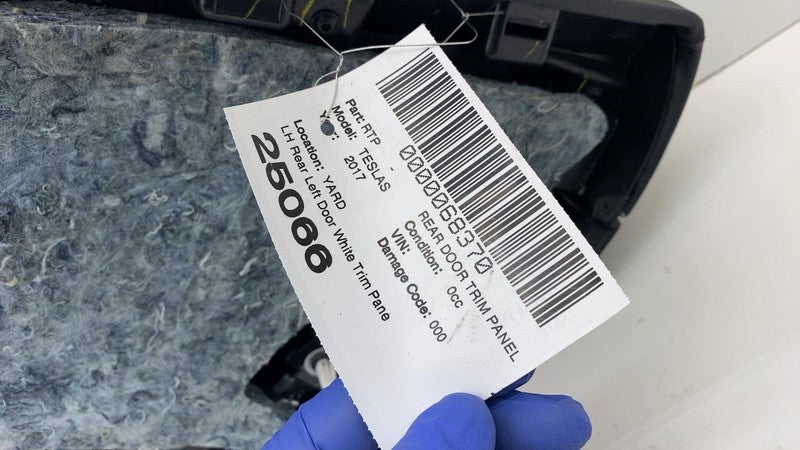 0000068370
Part: RTP - REAR DOOR TRIM PANEL
Model: TESLAS Condition: 0cc
Year: 2017 VIN:
Damage Code: 000
Location: YARD
LH Rear Left Door White Trim Pane
25066